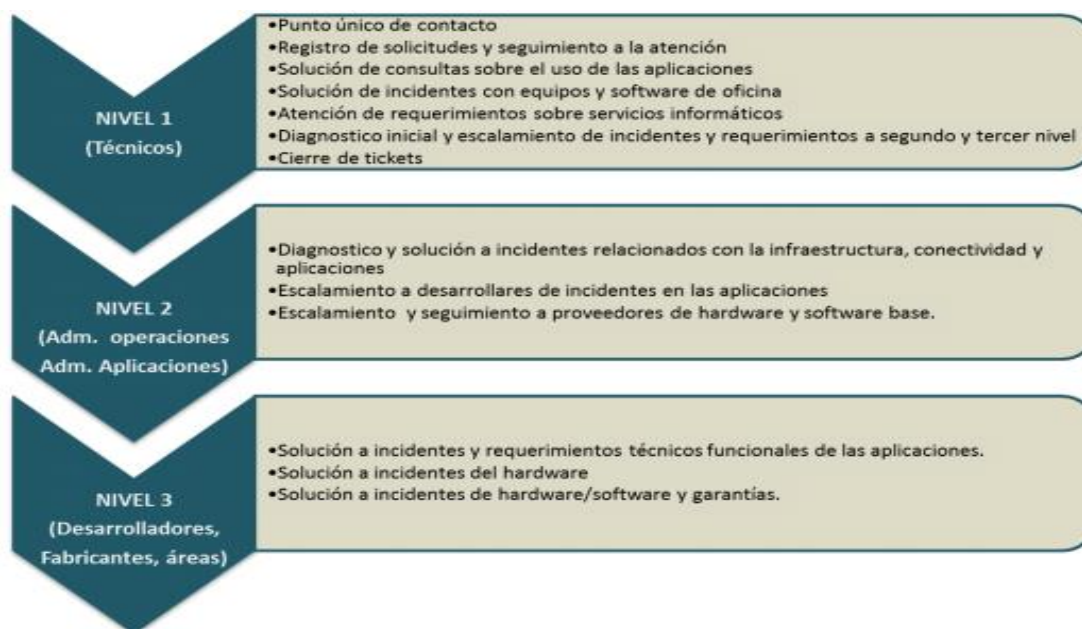 NIVEL 1
(Técnicos)
•Punto único de contacto
•Registro de solicitudes y seguimiento a la atención
•Solución de consultas sobre el uso de las aplicaciones
•Solución de incidentes con equipos y software de oficina
•Atención de requerimientos sobre servicios informáticos
•Diagnostico inicial y escalamiento de incidentes y requerimientos a segundo y tercer nivel
•Cierre de tickets
NIVEL 2
(Adm. operaciones
Adm. Aplicaciones)
•Diagnostico y solución a incidentes relacionados con la infraestructura, conectividad y
aplicaciones
•Escalamiento a desarrollares de incidentes en las aplicaciones
•Escalamiento y seguimiento a proveedores de hardware y software base.
NIVEL 3
(Desarrolladores,
Fabricantes, áreas)
•Solución a incidentes y requerimientos técnicos funcionales de las aplicaciones.
•Solución a incidentes del hardware
•Solución a incidentes de hardware/software y garantías.